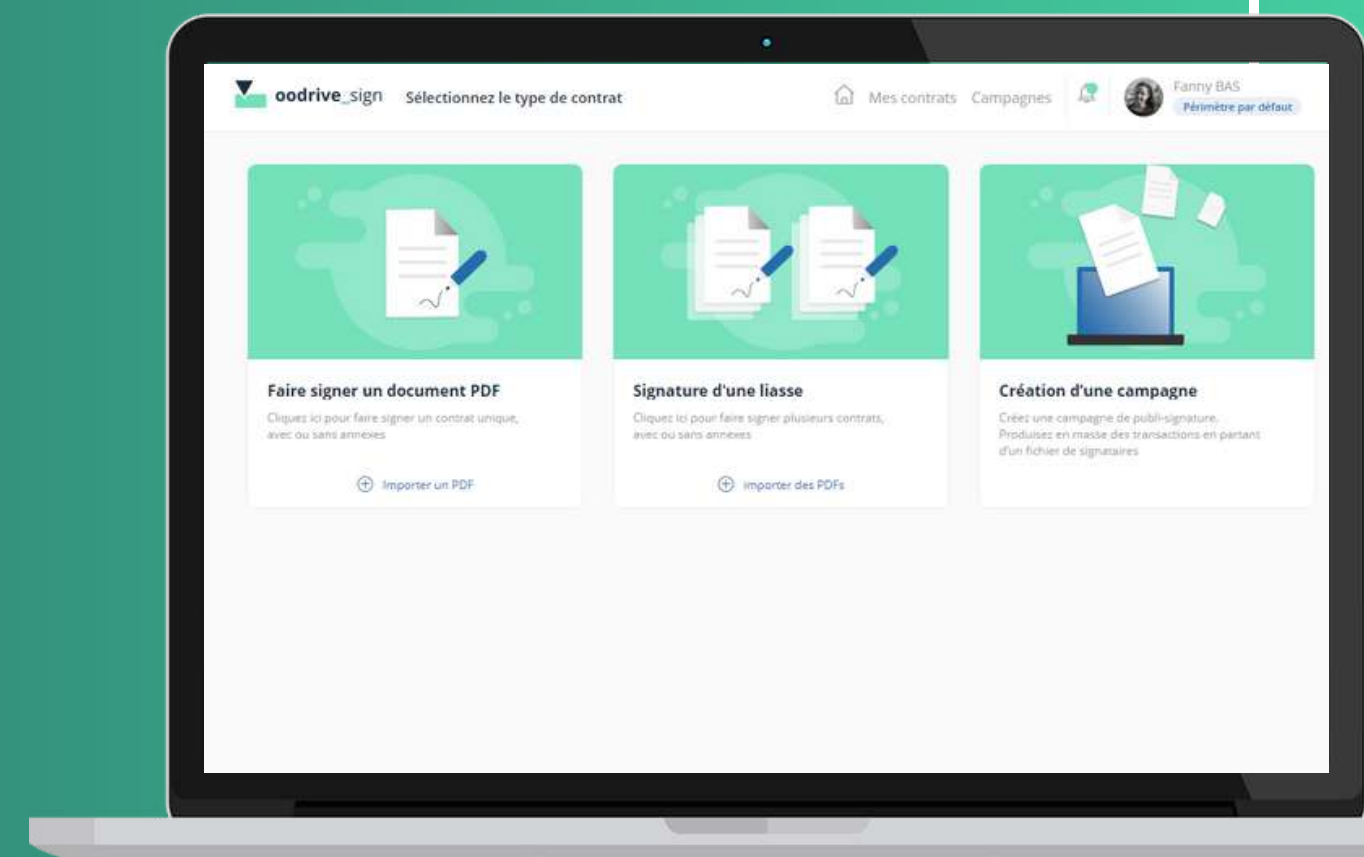 oodrive_sign
Sélectionnez le type de contrat
Mes contrats
Campagnes
Fanny BAS
Périmètre par défaut
Faire signer un document PDF
Cliquez ici pour faire signer un contrat unique,
avec ou sans annexes
Importer un PDF
Signature d'une liasse
Cliquez ici pour faire signer plusieurs contrats,
avec ou sans annexes
importer des PDFs
Création d'une campagne
Créez une campagne de publi-signature.
Produisez en masse des transactions en partant
d'un fichier de signataires